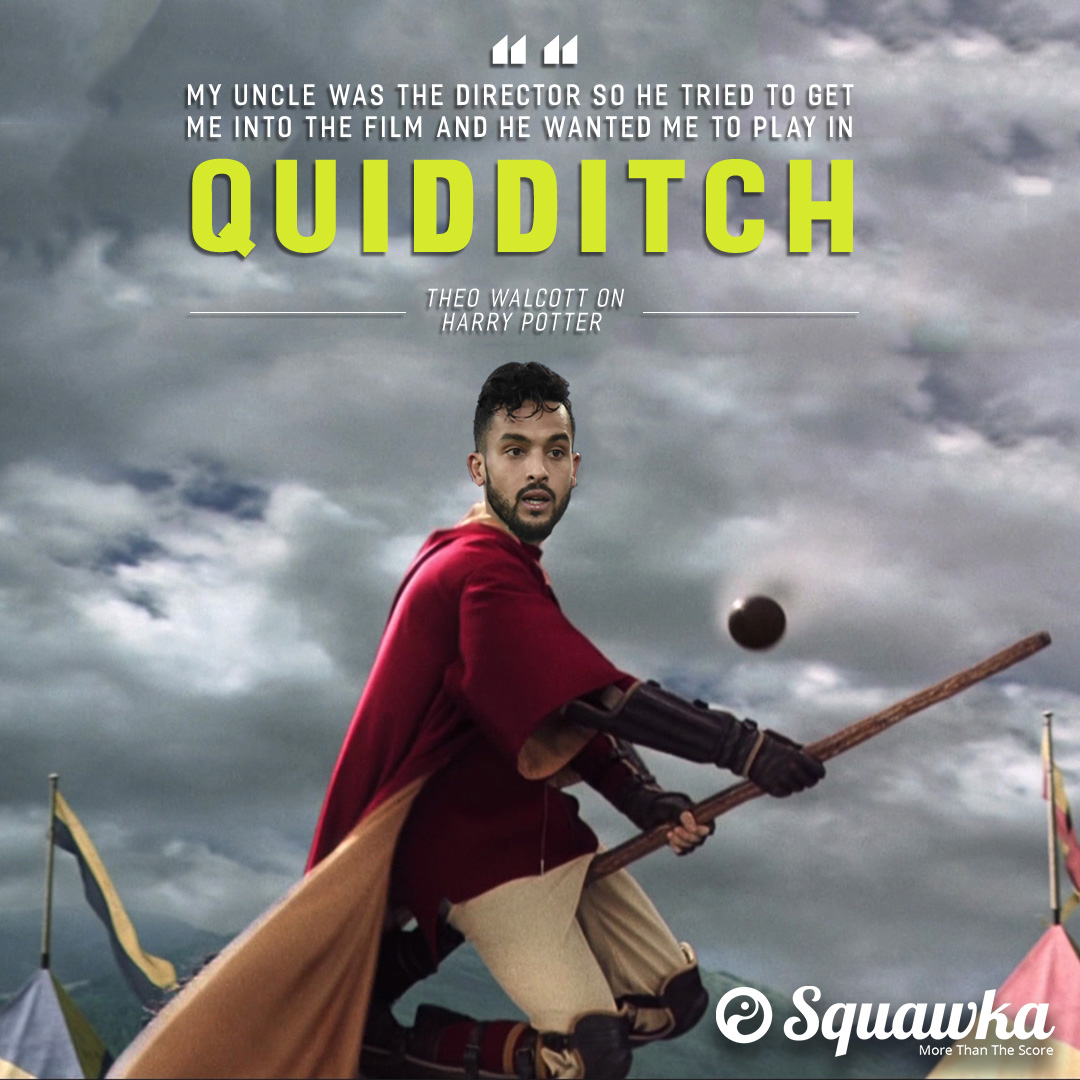 MY UNCLE WAS THE DIRECTOR SO HE TRIED TO GET
ME INTO THE FILM AND HE WANTED ME TO PLAY IN
QUIDDITCH
THEO WALCOTT ON
HARRY POTTER
Squawka
More Than The Score